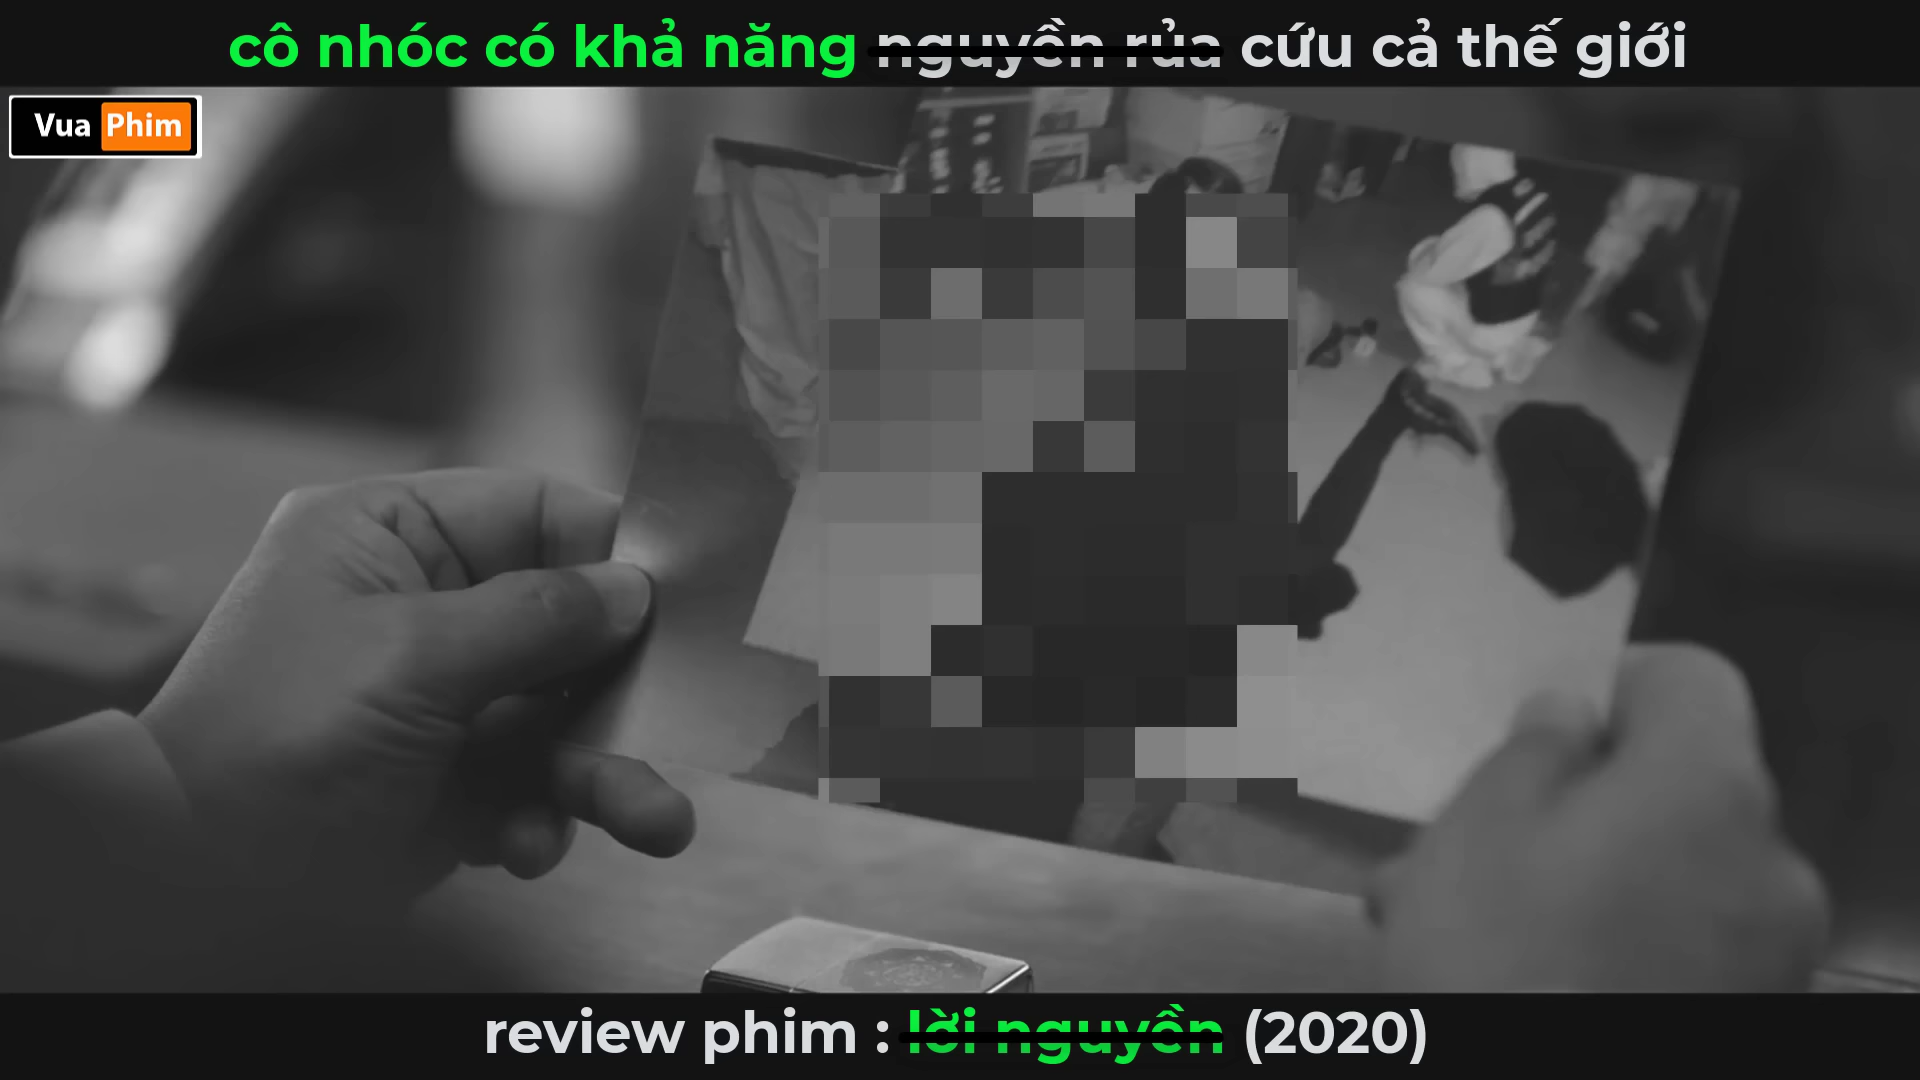 cô nhóc có khả năng nguyền rủa cứu cả thế giới
Vua Phim
review phim : lời nguyền (2020)